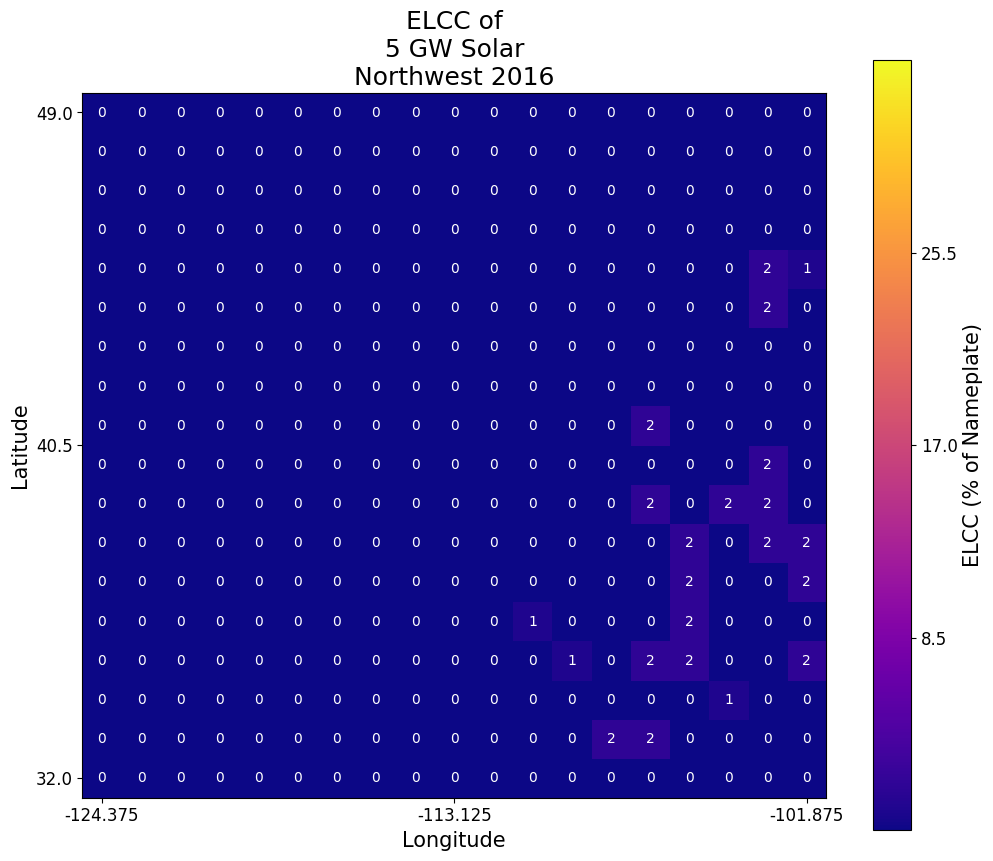 ELCC of
5 GW Solar
Northwest 2016
49.0
0 0 0 0 0 0 0 0 0 0 0 0 0 0 0 0 0 0 0
0 0 0 0 0 0 0 0 0 0 0 0 0 0 0 0 0 0 0
0 0 0 0 0 0 0 0 0 0 0 0 0 0 0 0 0 0 0
0 0 0 0 0 0 0 0 0 0 0 0 0 0 0 0 0 0 0
0 0 0 0 0 0 0 0 0 0 0 0 0 0 0 0 0 2 1
0 0 0 0 0 0 0 0 0 0 0 0 0 0 0 0 0 2 0
0 0 0 0 0 0 0 0 0 0 0 0 0 0 0 0 0 0 0
0 0 0 0 0 0 0 0 0 0 0 0 0 0 0 0 0 0 0
0 0 0 0 0 0 0 0 0 0 0 0 0 0 2 0 0 0 0
40.5
0 0 0 0 0 0 0 0 0 0 0 0 0 0 0 0 0 2 0
0 0 0 0 0 0 0 0 0 0 0 0 0 0 2 0 2 2 0
0 0 0 0 0 0 0 0 0 0 0 0 0 0 0 2 0 2 2
0 0 0 0 0 0 0 0 0 0 0 0 0 0 0 2 0 0 2
0 0 0 0 0 0 0 0 0 0 0 1 0 0 0 2 0 0 0
0 0 0 0 0 0 0 0 0 0 0 0 1 0 2 2 0 0 2
0 0 0 0 0 0 0 0 0 0 0 0 0 0 0 0 1 0 0
0 0 0 0 0 0 0 0 0 0 0 0 0 2 2 0 0 0 0
32.0
0 0 0 0 0 0 0 0 0 0 0 0 0 0 0 0 0 0 0
Latitude
-124.375 -113.125 -101.875
Longitude
25.5
17.0
8.5
ELCC (% of Nameplate)